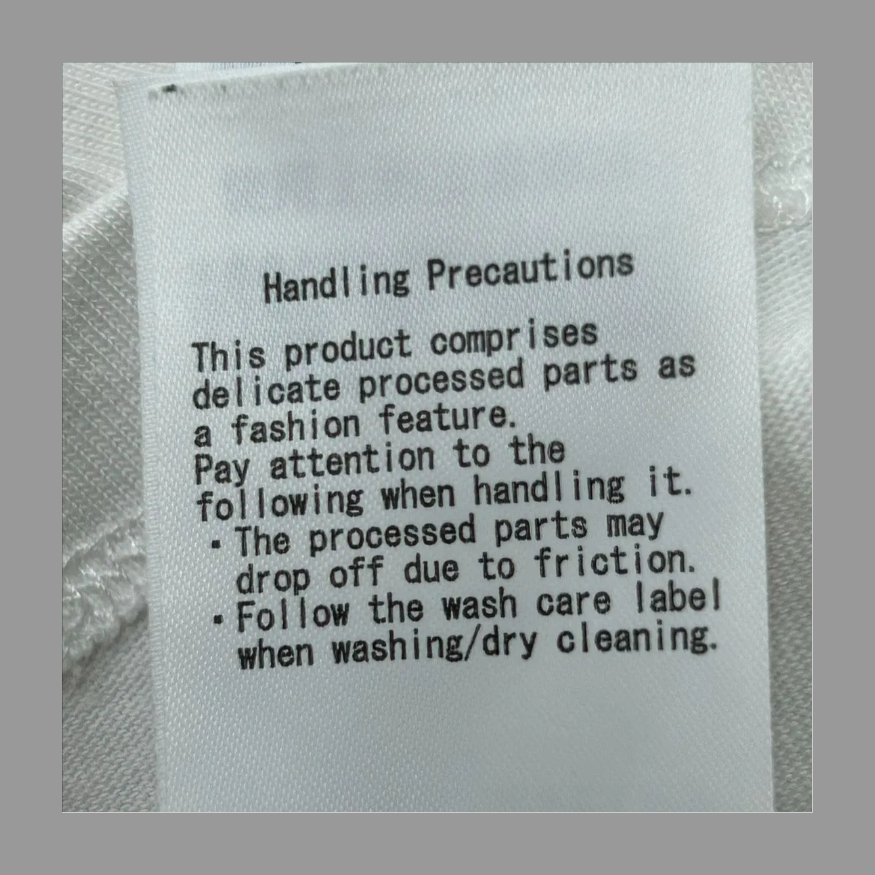 Handling Precautions
This product comprises
delicate processed parts as
a fashion feature.
Pay attention to the
following when handling it.
・The processed parts may
drop off due to friction.
・Follow the wash care label
when washing/dry cleaning.